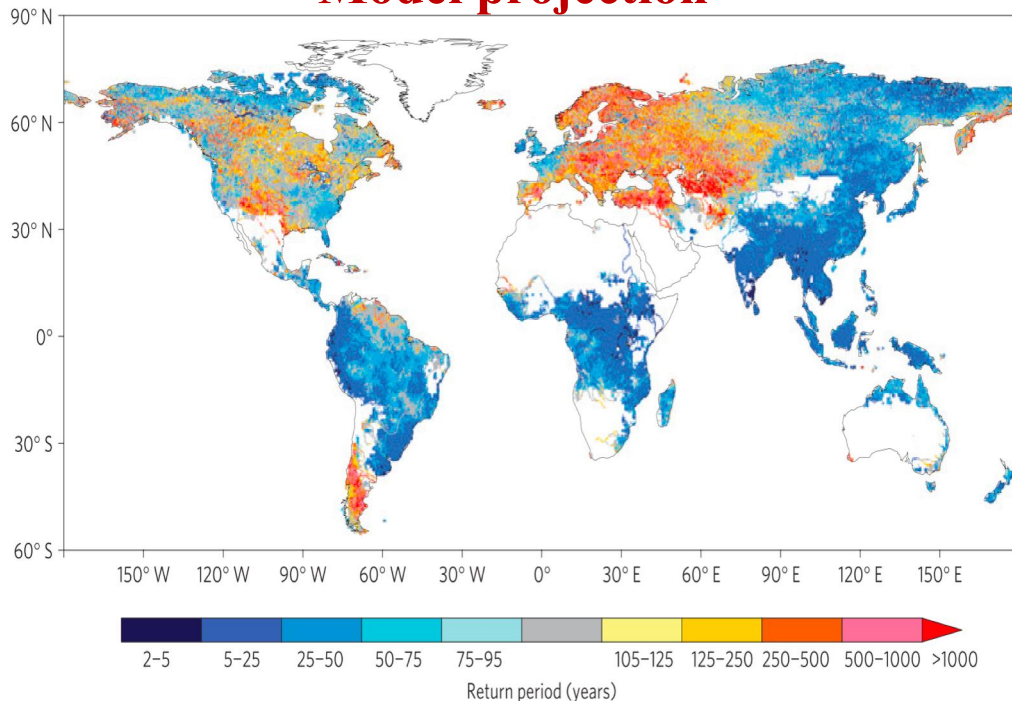 Model projection
90° N
60° N
30° N
0°
30° S
60° S
150° W 120° W 90° W 60° W 30° W 0° 30° E 60° E 90° E 120° E 150° E
2–5 5–25 25–50 50–75 75–95 105–125 125–250 250–500 500–1000 >1000
Return period (years)